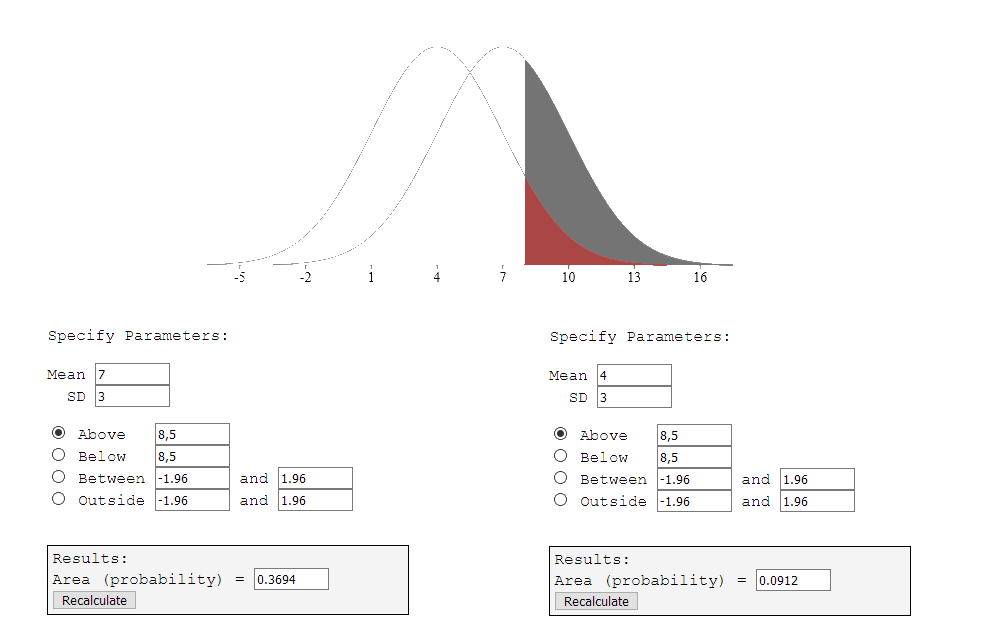 -5 -2 1 4 7 10 13 16
Specify Parameters:
Mean 7
SD 3
Above 8,5
Below 8,5
Between -1.96 and 1.96
Outside -1.96 and 1.96
Results:
Area (probability) = 0.3694
Recalculate
Specify Parameters:
Mean 4
SD 3
Above 8,5
Below 8,5
Between -1.96 and 1.96
Outside -1.96 and 1.96
Results:
Area (probability) = 0.0912
Recalculate